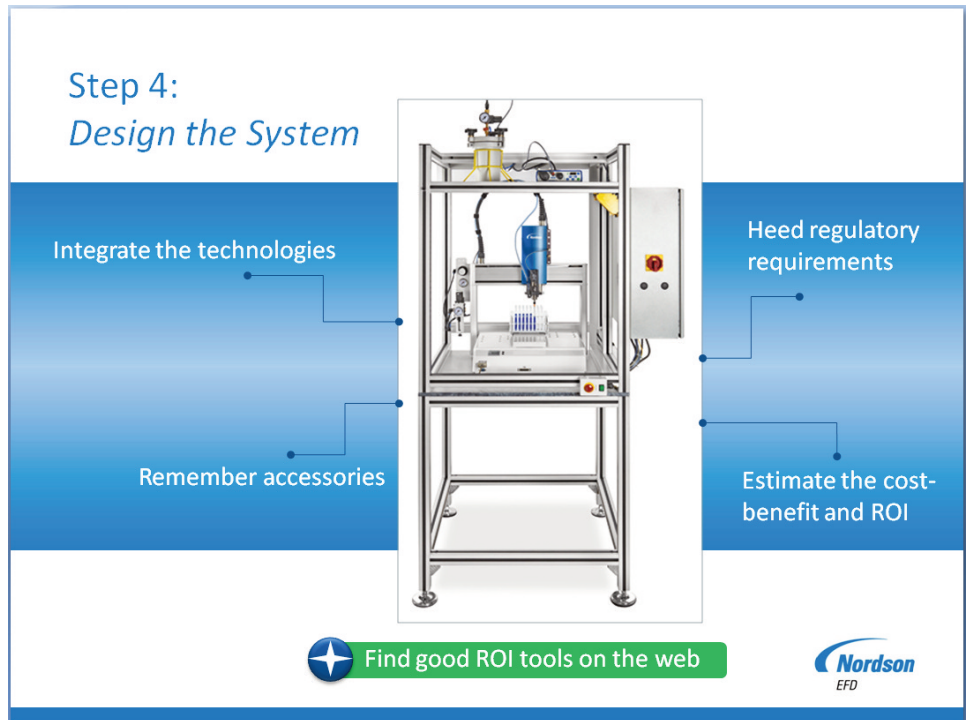 Step 4:
Design the System
Integrate the technologies
Heed regulatory
requirements
Remember accessories
Estimate the cost-
benefit and ROI
Find good ROI tools on the web
Nordson
EFD